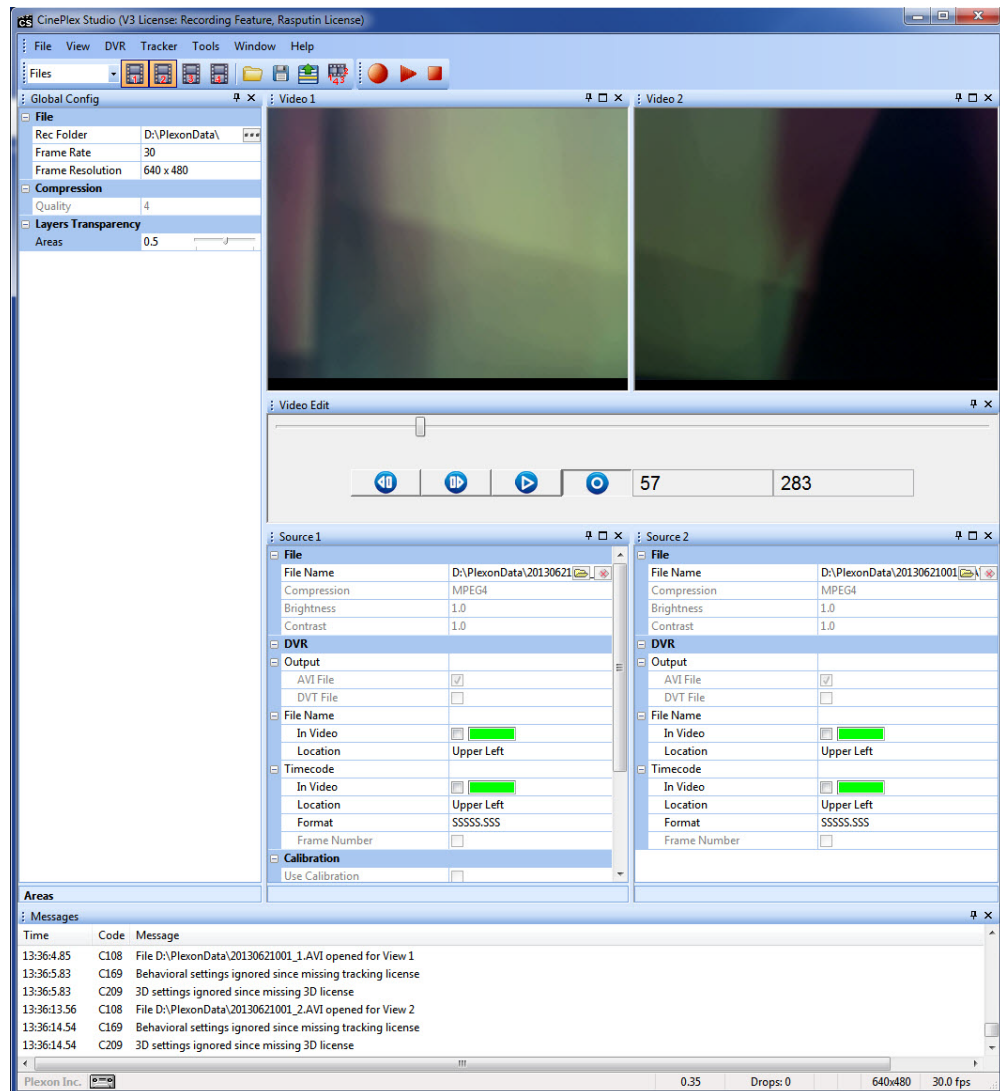 CS CinePlex Studio (V3 License: Recording Feature, Rasputin License)
File View DVR Tracker Tools Window Help
Files 1 2 3 3
Global Config
File
Rec Folder D:\PlexonData\
Frame Rate 30
Frame Resolution 640 x 480
Compression
Quality 4
Layers Transparency
Areas 0.5
Areas
Video 1
Video 2
Video Edit
57 283
Source 1
File
File Name D:\PlexonData\20130621
Compression MPEG4
Brightness 1.0
Contrast 1.0
DVR
Output
AVI File
DVT File
File Name
In Video
Location Upper Left
Timecode
In Video
Location Upper Left
Format SSSSS.SSS
Frame Number
Calibration
Use Calibration
Source 2
File
File Name D:\PlexonData\20130621001
Compression MPEG4
Brightness 1.0
Contrast 1.0
DVR
Output
AVI File
DVT File
File Name
In Video
Location Upper Left
Timecode
In Video
Location Upper Left
Format SSSSS.SSS
Frame Number
Messages
Time Code Message
13:36:4.85 C108 File D:\PlexonData\20130621001_1.AVI opened for View 1
13:36:5.83 C169 Behavioral settings ignored since missing tracking license
13:36:5.83 C209 3D settings ignored since missing 3D license
13:36:13.56 C108 File D:\PlexonData\20130621001_2.AVI opened for View 2
13:36:14.54 C169 Behavioral settings ignored since missing tracking license
13:36:14.54 C209 3D settings ignored since missing 3D license
Plexon Inc. 0.35 Drops: 0 640x480 30.0 fps